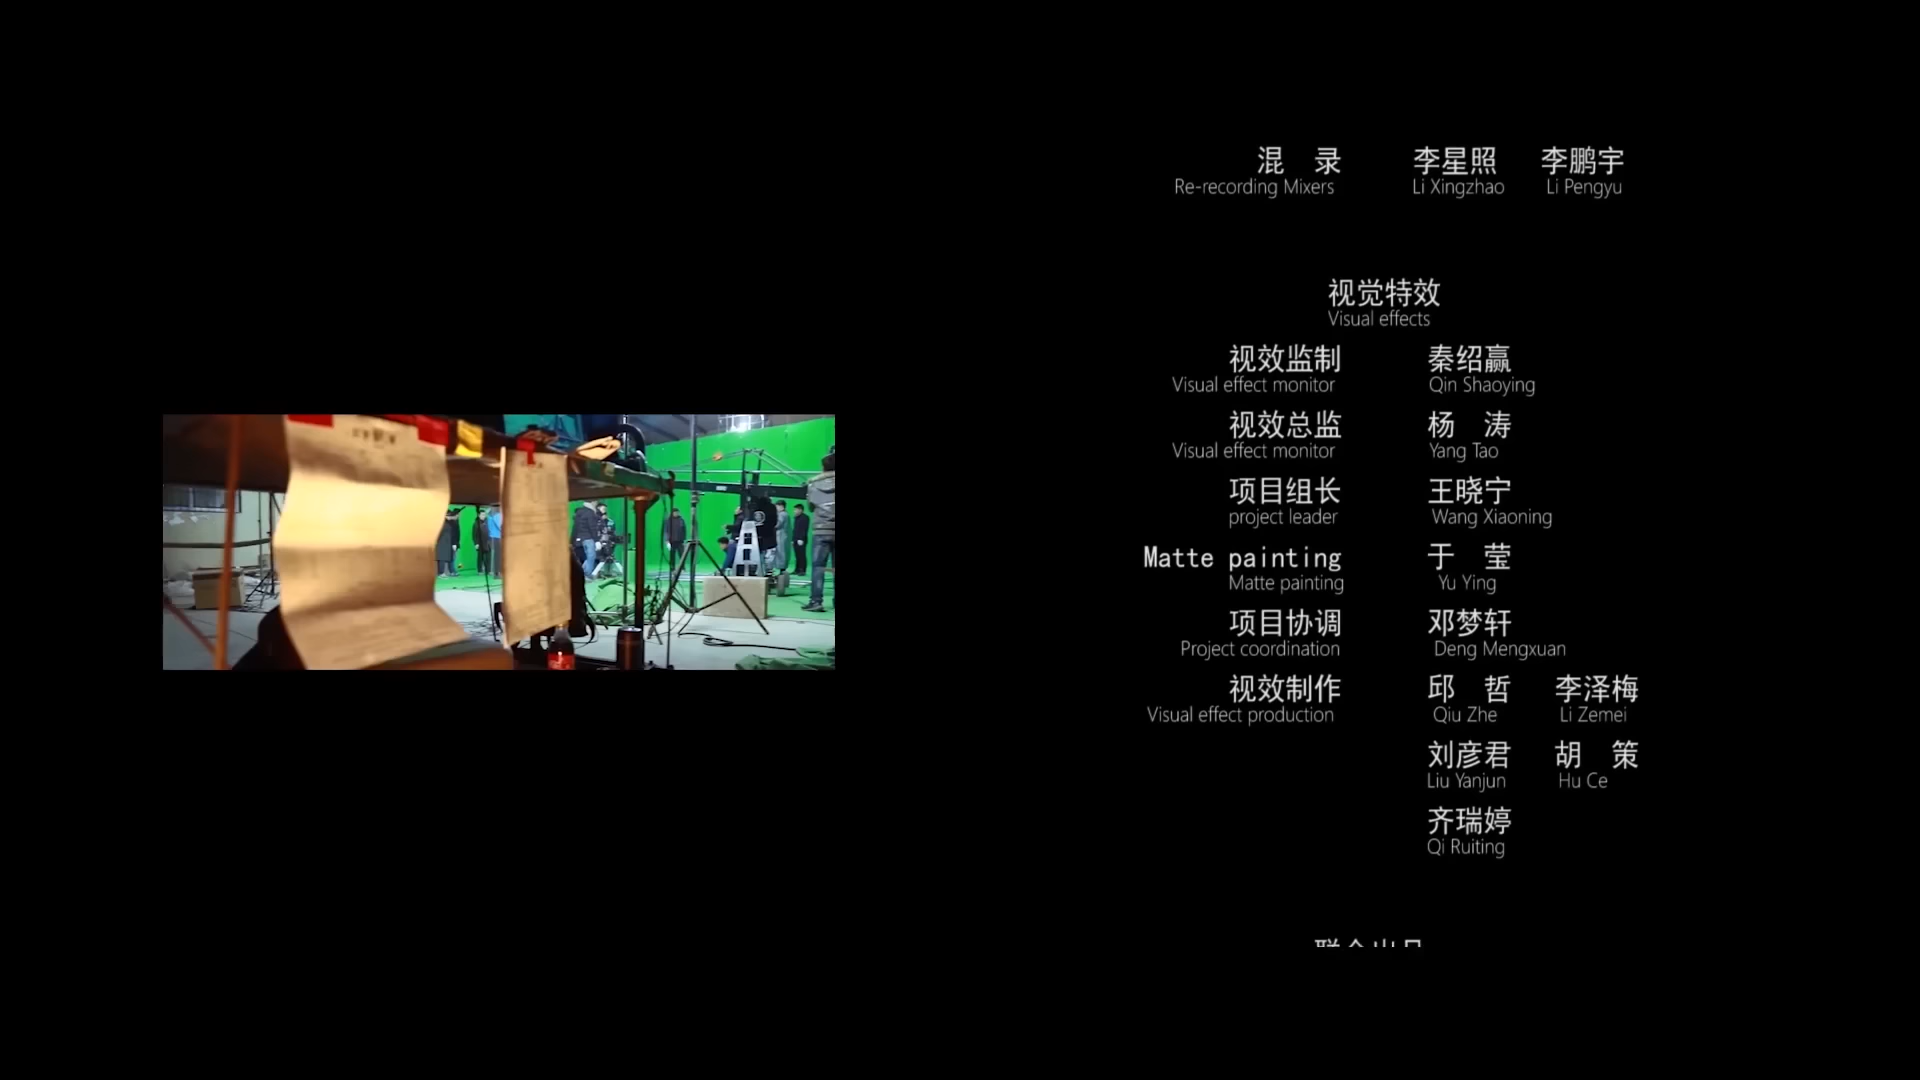 混 录 李星照 李鹏宇
Re-recording Mixers Li Xingzhao Li Pengyu
视觉特效
Visual effects
视效监制 秦绍赢
Visual effect monitor Qin Shaoying
视效总监 杨 涛
Visual effect monitor Yang Tao
项目组长 王晓宁
project leader Wang Xiaoning
Matte painting 于 莹
Matte painting Yu Ying
项目协调 邓梦轩
Project coordination Deng Mengxuan
视效制作 邱 哲 李泽梅
Visual effect production Qiu Zhe Li Zemei
刘彦君 胡 策
Liu Yanjun Hu Ce
齐瑞婷
Qi Ruiting